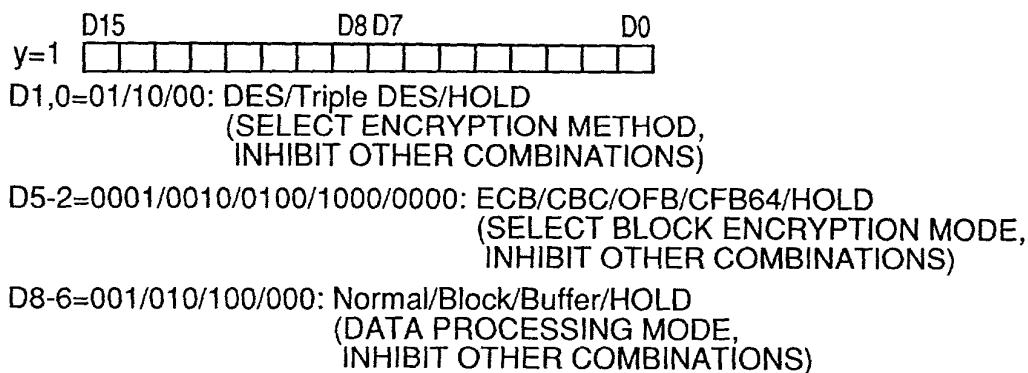 D15 D8 D7 D0
y=1
D1,0=01/10/00: DES/Triple DES/HOLD
(SELECT ENCRYPTION METHOD,
INHIBIT OTHER COMBINATIONS)
D5-2=0001/0010/0100/1000/0000: ECB/CBC/OFB/CFB64/HOLD
(SELECT BLOCK ENCRYPTION MODE,
INHIBIT OTHER COMBINATIONS)
D8-6=001/010/100/000: Normal/Block/Buffer/HOLD
(DATA PROCESSING MODE,
INHIBIT OTHER COMBINATIONS)